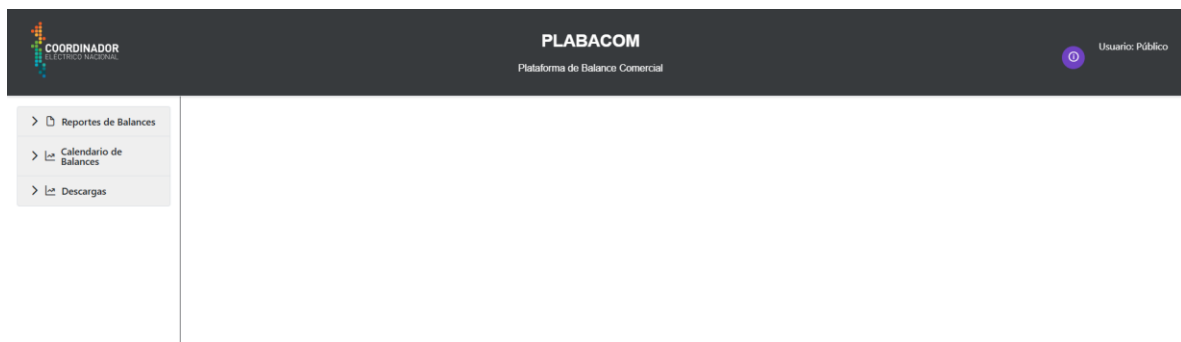 COORDINADOR
ELÉCTRICO NACIONAL
PLABACOM
Plataforma de Balance Comercial
Usuario: Público
Reportes de Balances
Calendario de
Balances
Descargas